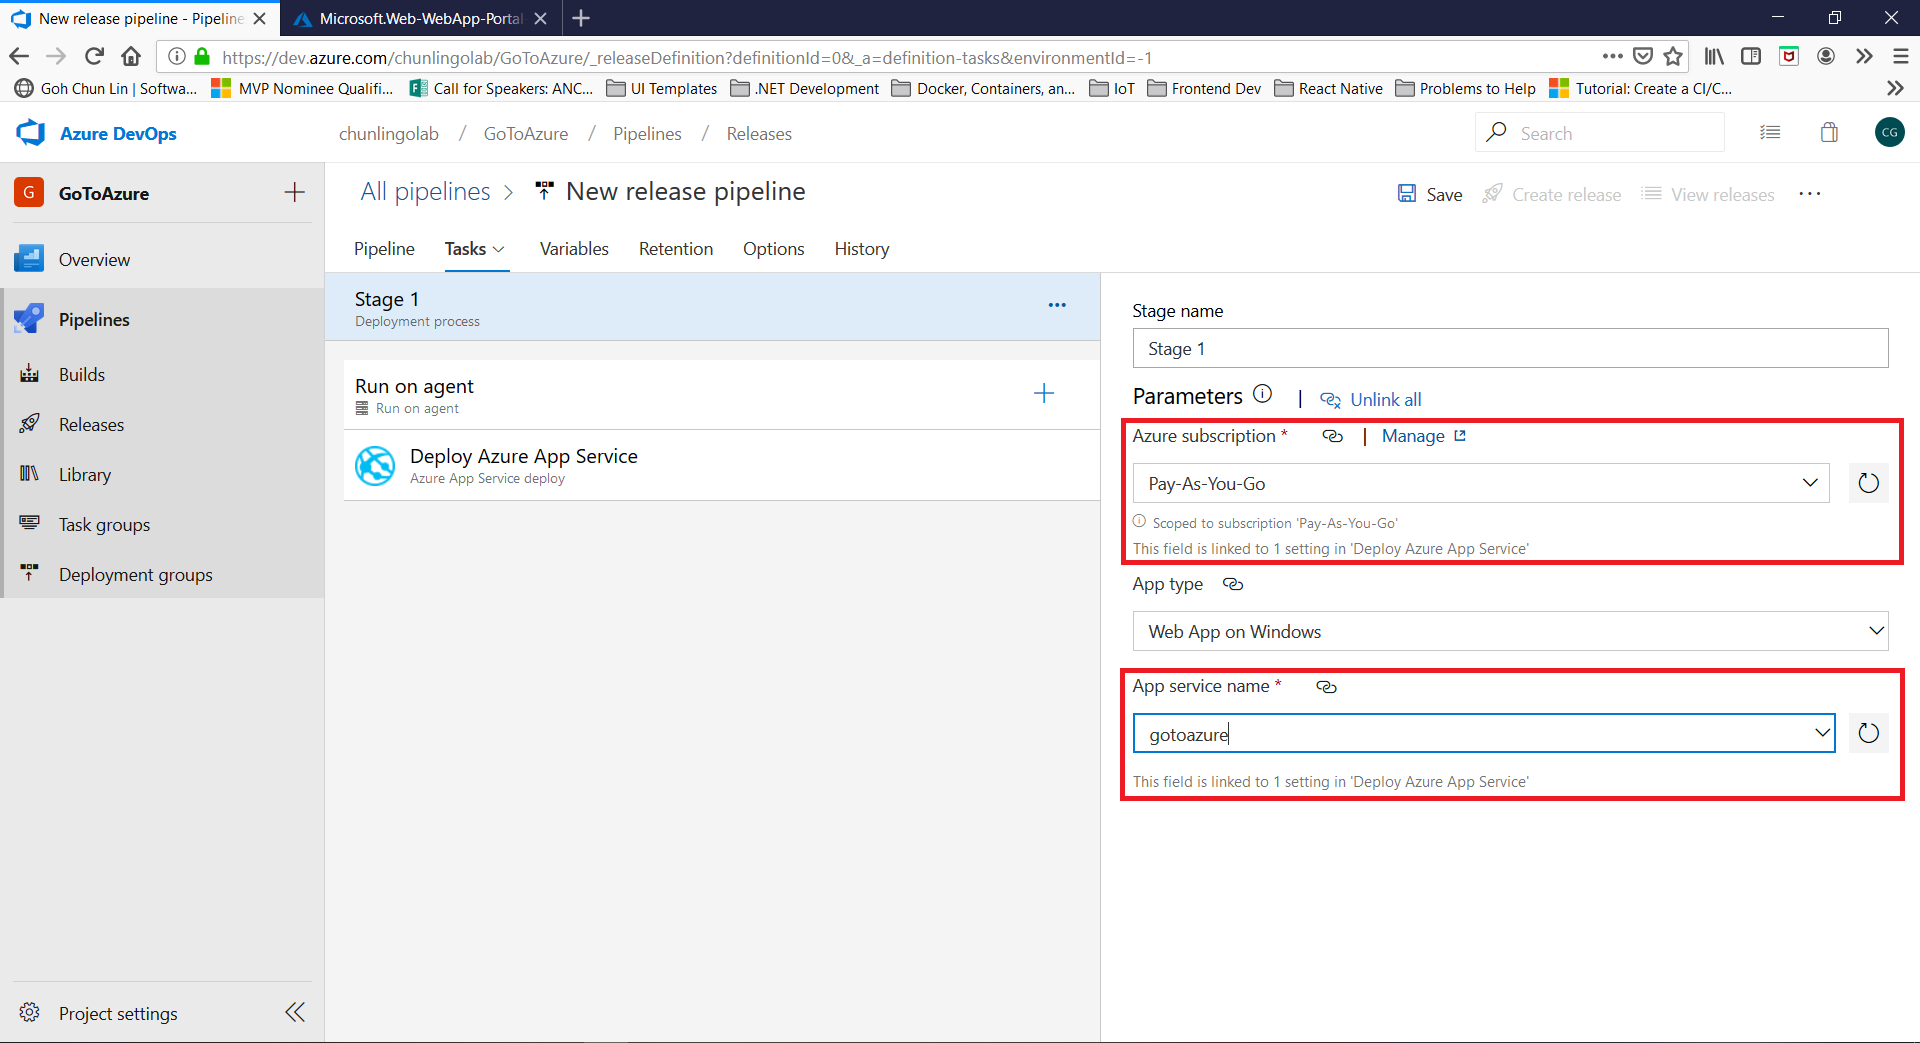 New release pipeline - Pipeline
Microsoft.Web-WebApp-Portal
https://dev.azure.com/chunlingolab/GoToAzure/_releaseDefinition?definitionId=0&_a=definition-tasks&environmentId=-1
Goh Chun Lin | Softwa...
MVP Nominee Qualifi...
Call for Speakers: ANC...
UI Templates
.NET Development
Docker, Containers, an...
IoT
Frontend Dev
React Native
Problems to Help
Tutorial: Create a CI/C...
Azure DevOps
chunlingolab / GoToAzure / Pipelines / Releases
Search
CG
G GoToAzure
All pipelines > New release pipeline
Save
Create release
View releases
Pipeline
Tasks
Variables
Retention
Options
History
Overview
Pipelines
Builds
Releases
Library
Task groups
Deployment groups
Project settings
Stage 1
Deployment process
Run on agent
Run on agent
Deploy Azure App Service
Azure App Service deploy
Stage name
Stage 1
Parameters | Unlink all
Azure subscription * | Manage
Pay-As-You-Go
Scoped to subscription 'Pay-As-You-Go'
This field is linked to 1 setting in 'Deploy Azure App Service'
App type
Web App on Windows
App service name *
gotoazure
This field is linked to 1 setting in 'Deploy Azure App Service'